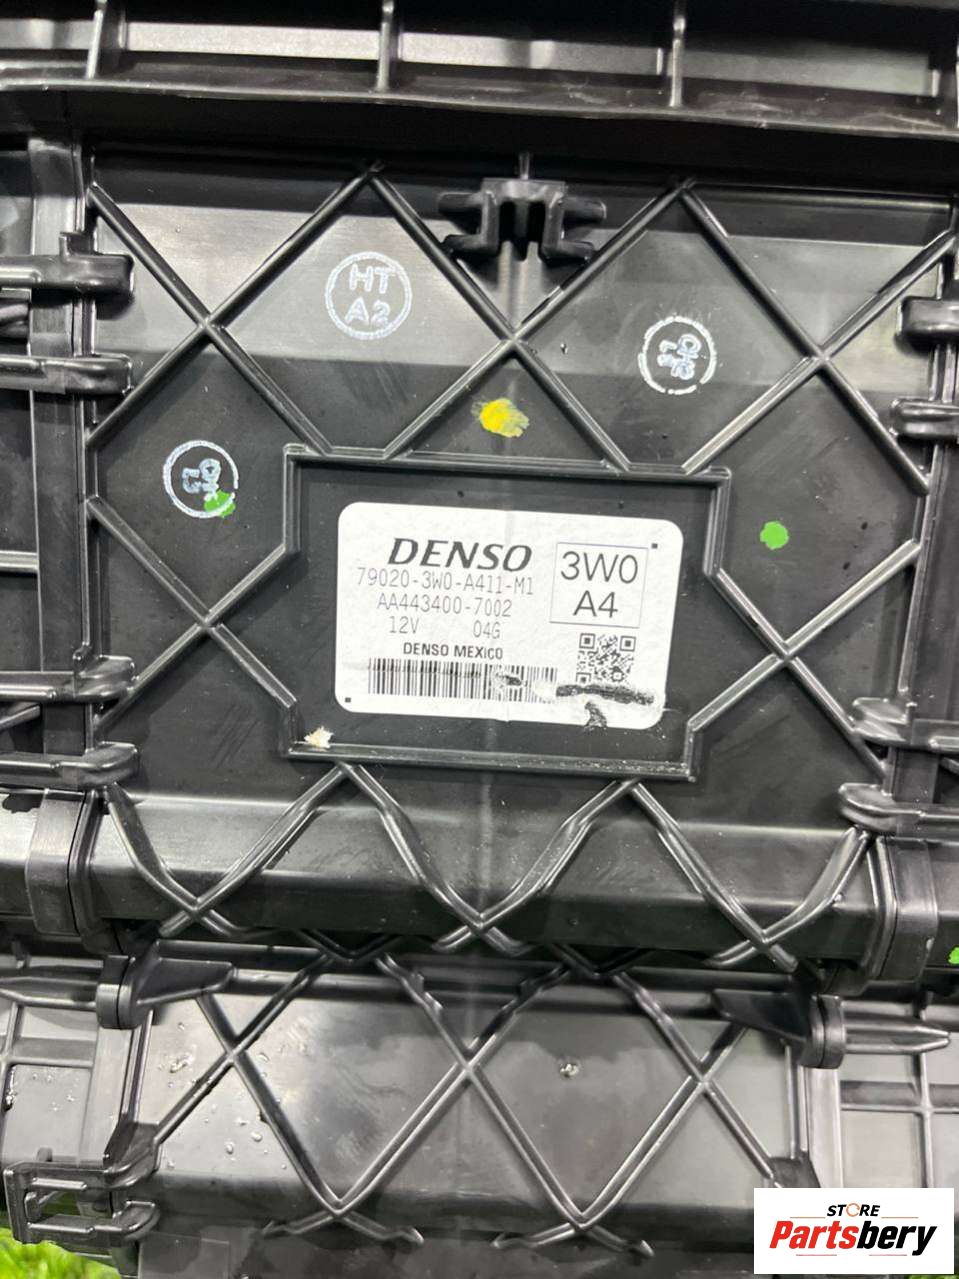 HT
A2
DENSO
79020-3W0-A411-M1
AA443400-7002
12V 04G
DENSO MEXICO
3W0
A4
STORE
Partsbery